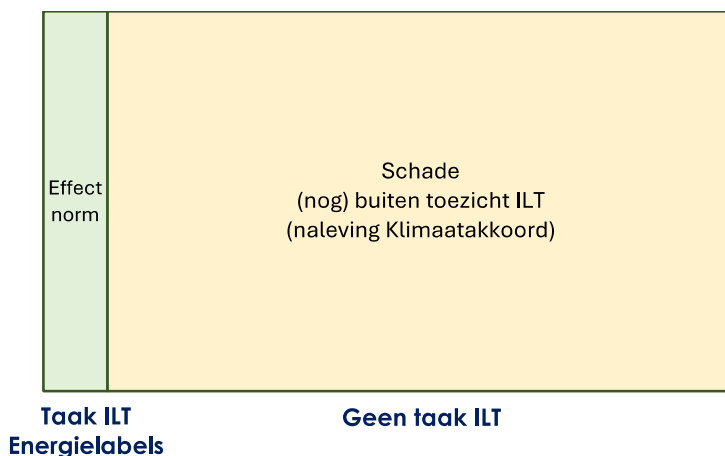 Effect
norm
Schade
(nog) buiten toezicht ILT
(naleving Klimaatakkoord)
Taak ILT
Energielabels
Geen taak ILT